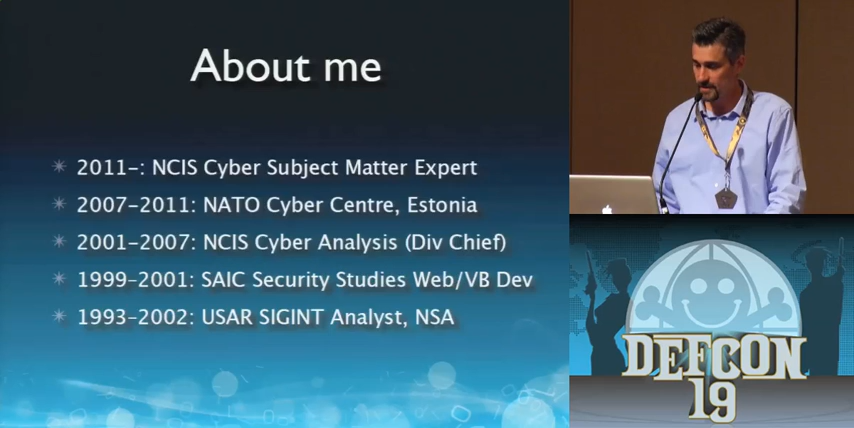 About me
2011-: NCIS Cyber Subject Matter Expert
2007-2011: NATO Cyber Centre, Estonia
2001-2007: NCIS Cyber Analysis (Div Chief)
1999-2001: SAIC Security Studies Web/VB Dev
1993-2002: USAR SIGINT Analyst, NSA
DEFCON
19